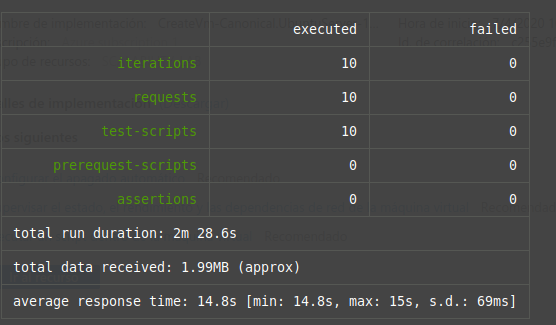 executed failed
iterations 10 0
requests 10 0
test-scripts 10 0
prerequest-scripts 0 0
assertions 0 0
total run duration: 2m 28.6s
total data received: 1.99MB (approx)
average response time: 14.8s [min: 14.8s, max: 15s, s.d.: 69ms]